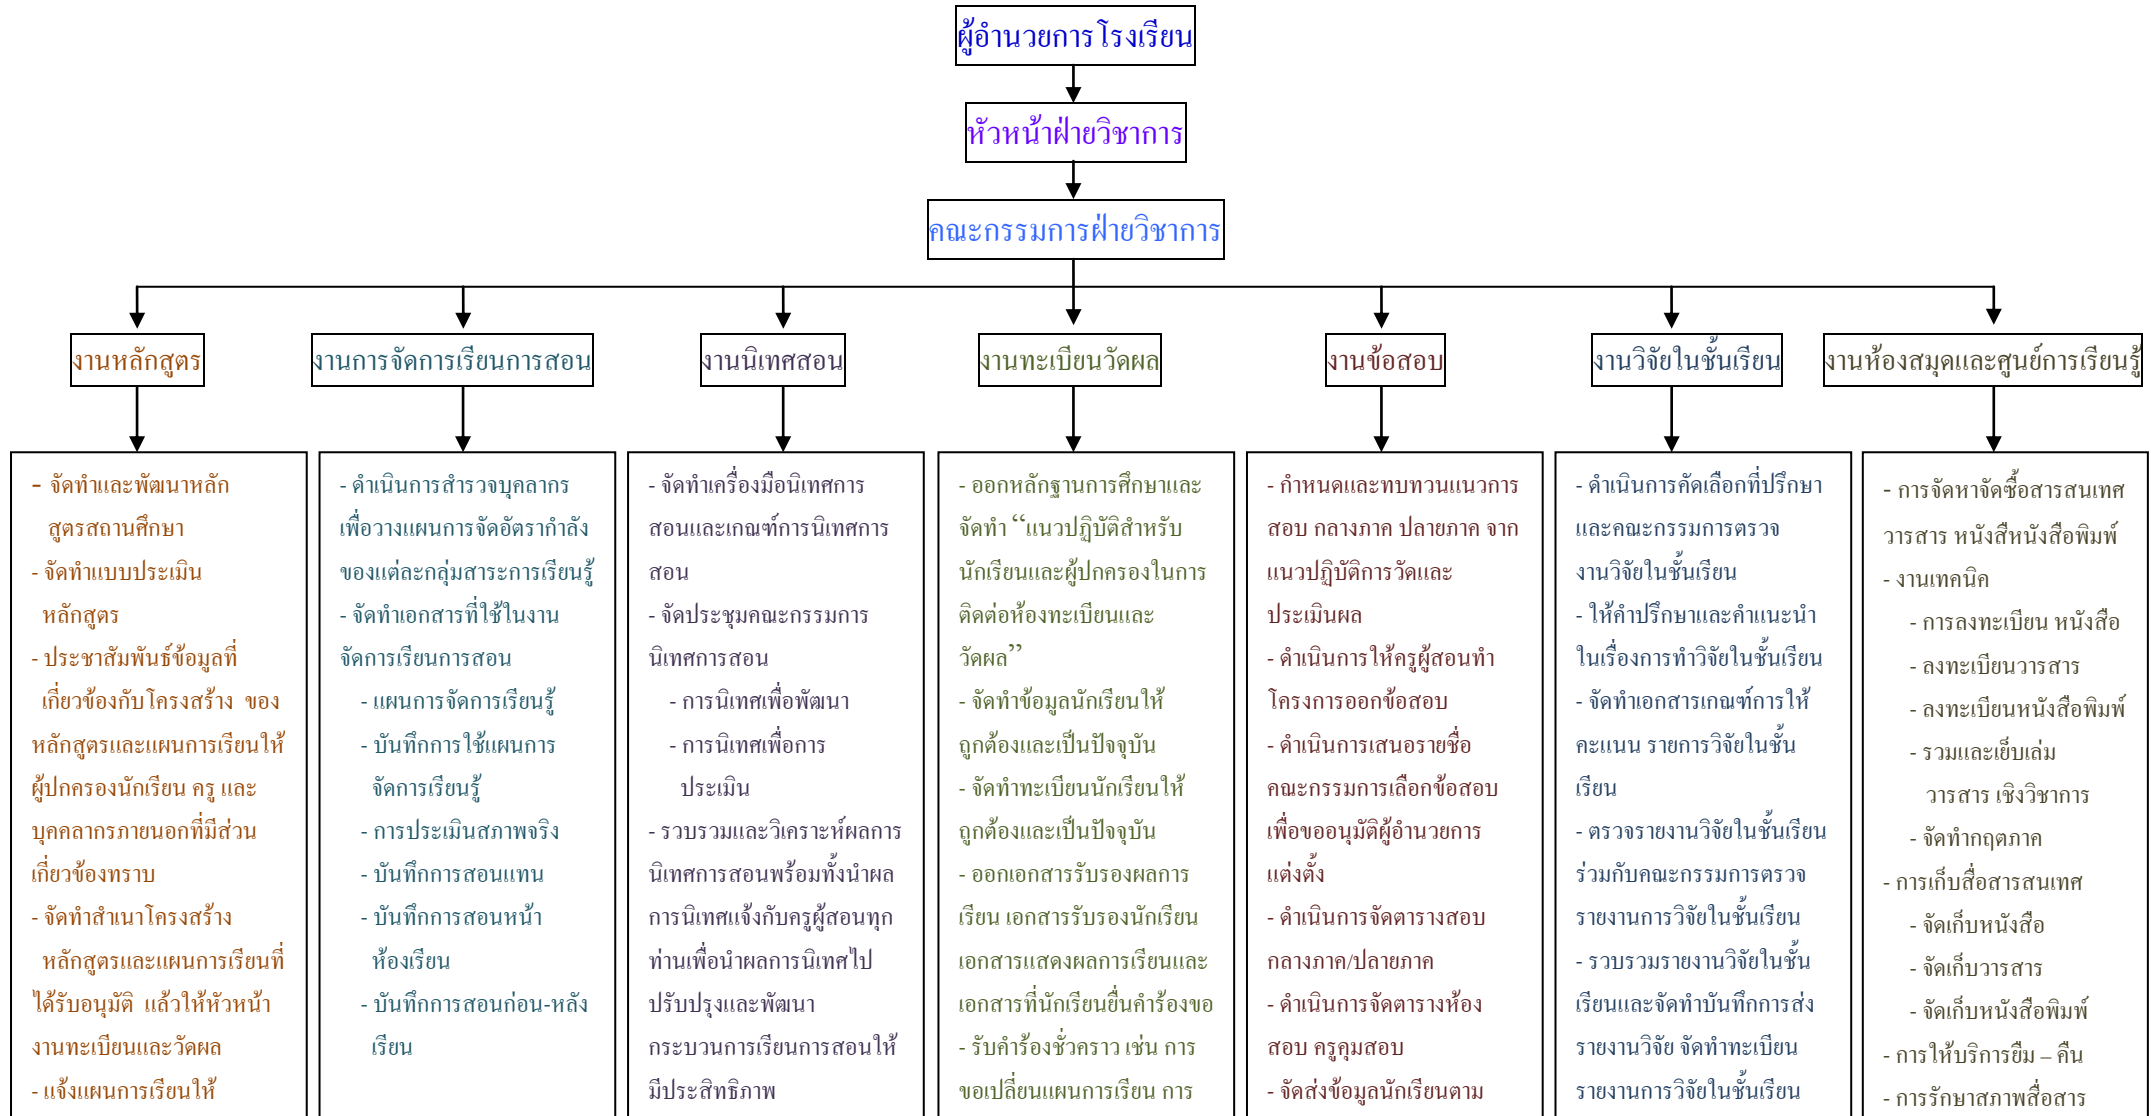 ผู้อำนวยการโรงเรียน
หัวหน้าฝ่ายวิชาการ
คณะกรรมการฝ่ายวิชาการ
งานหลักสูตร
งานการจัดการเรียนการสอน
งานนิเทศสอน
งานทะเบียนวัดผล
งานข้อสอบ
งานวิจัยในชั้นเรียน
งานห้องสมุดและศูนย์การเรียนรู้
- จัดทำและพัฒนาหลัก
สูตรสถานศึกษา
- จัดทำแบบประเมิน
หลักสูตร
- ประชาสัมพันธ์ข้อมูลที่
เกี่ยวข้องกับโครงสร้าง ของ
หลักสูตรและแผนการเรียนให้
ผู้ปกครองนักเรียน ครู และ
บุคคลากรภายนอกที่มีส่วน
เกี่ยวข้องทราบ
- จัดทำสำเนาโครงสร้าง
หลักสูตรและแผนการเรียนที่
ได้รับอนุมัติ แล้วให้หัวหน้า
งานทะเบียนและวัดผล
- แจ้งแผนการเรียนให้
- ดำเนินการสำรวจบุคลากร
เพื่อวางแผนการจัดอัตรากำลัง
ของแต่ละกลุ่มสาระการเรียนรู้
- จัดทำเอกสารที่ใช้ในงาน
จัดการเรียนการสอน
- แผนการจัดการเรียนรู้
- บันทึกการใช้แผนการ
จัดการเรียนรู้
- การประเมินสภาพจริง
- บันทึกการสอนแทน
- บันทึกการสอนหน้า
ห้องเรียน
- บันทึกการสอนก่อน-หลัง
เรียน
- จัดทำเครื่องมือนิเทศการ
สอนและเกณฑ์การนิเทศการ
สอน
- จัดประชุมคณะกรรมการ
นิเทศการสอน
- การนิเทศเพื่อพัฒนา
- การนิเทศเพื่อการ
ประเมิน
- รวบรวมและวิเคราะห์ผลการ
นิเทศการสอนพร้อมทั้งนำผล
การนิเทศแจ้งกับครูผู้สอนทุก
ท่านเพื่อนำผลการนิเทศไป
ปรับปรุงและพัฒนา
กระบวนการเรียนการสอนให้
มีประสิทธิภาพ
- ออกหลักฐานการศึกษาและ
จัดทำ “แนวปฏิบัติสำหรับ
นักเรียนและผู้ปกครองในการ
ติดต่อห้องทะเบียนและ
วัดผล”
- จัดทำข้อมูลนักเรียนให้
ถูกต้องและเป็นปัจจุบัน
- จัดทำทะเบียนนักเรียนให้
ถูกต้องและเป็นปัจจุบัน
- ออกเอกสารรับรองผลการ
เรียน เอกสารรับรองนักเรียน
เอกสารแสดงผลการเรียนและ
เอกสารที่นักเรียนยื่นคำร้องขอ
- รับคำร้องชั่วคราว เช่น การ
ขอเปลี่ยนแผนการเรียน การ
- กำหนดและทบทวนแนวการ
สอบ กลางภาค ปลายภาค จาก
แนวปฏิบัติการวัดและ
ประเมินผล
- ดำเนินการให้ครูผู้สอนทำ
โครงการออกข้อสอบ
- ดำเนินการเสนอรายชื่อ
คณะกรรมการเลือกข้อสอบ
เพื่อขออนุมัติผู้อำนวยการ
แต่งตั้ง
- ดำเนินการจัดตารางสอบ
กลางภาค/ปลายภาค
- ดำเนินการจัดตารางห้อง
สอบ ครูคุมสอบ
- จัดส่งข้อมูลนักเรียนตาม
- ดำเนินการคัดเลือกที่ปรึกษา
และคณะกรรมการตรวจ
งานวิจัยในชั้นเรียน
- ให้คำปรึกษาและคำแนะนำ
ในเรื่องการทำวิจัยในชั้นเรียน
- จัดทำเอกสารเกณฑ์การให้
คะแนน รายการวิจัยในชั้น
เรียน
- ตรวจรายงานวิจัยในชั้นเรียน
ร่วมกับคณะกรรมการตรวจ
รายงานการวิจัยในชั้นเรียน
- รวบรวมรายงานวิจัยในชั้น
เรียนและจัดทำบันทึกการส่ง
รายงานวิจัย จัดทำทะเบียน
รายงานการวิจัยในชั้นเรียน
- การจัดหาจัดซื้อสารสนเทศ
วารสาร หนังสืหนังสือพิมพ์
- งานเทคนิค
- การลงทะเบียน หนังสือ
- ลงทะเบียนวารสาร
- ลงทะเบียนหนังสือพิมพ์
- รวมและเย็บเล่ม
วารสาร เชิงวิชาการ
- จัดทำกฤตภาค
- การเก็บสื่อสารสนเทศ
- จัดเก็บหนังสือ
- จัดเก็บวารสาร
- จัดเก็บหนังสือพิมพ์
- การให้บริการยืม – คืน
- การรักษาสภาพสื่อสาร